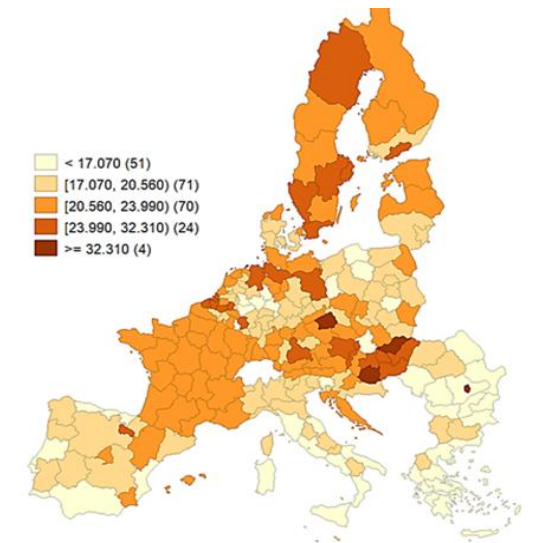 < 17.070 (51)
[17.070, 20.560) (71)
[20.560, 23.990) (70)
[23.990, 32.310) (24)
>= 32.310 (4)